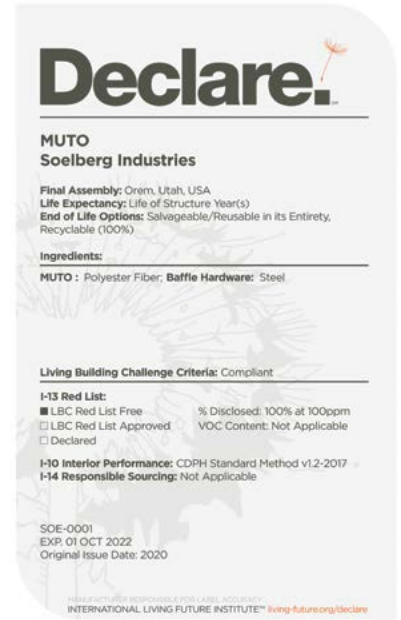 Declare.
MUTO
Soelberg Industries
Final Assembly: Orem, Utah, USA
Life Expectancy: Life of Structure Year(s)
End of Life Options: Salvageable/Reusable in its Entirety,
Recyclable (100%)
Ingredients:
MUTO : Polyester Fiber; Baffle Hardware: Steel
Living Building Challenge Criteria: Compliant
I-13 Red List:
■ LBC Red List Free % Disclosed: 100% at 100ppm
□ LBC Red List Approved VOC Content: Not Applicable
□ Declared
I-10 Interior Performance: CDPH Standard Method v1.2-2017
I-14 Responsible Sourcing: Not Applicable
SOE-0001
EXP. 01 OCT 2022
Original Issue Date: 2020
MANUFACTURER RESPONSIBLE FOR LABEL ACCURACY
INTERNATIONAL LIVING FUTURE INSTITUTE™ living-future.org/declare